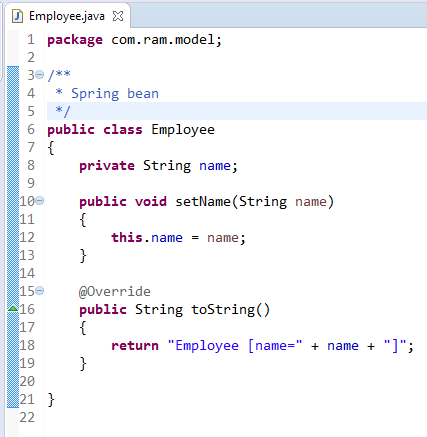 Employee.java
1 package com.ram.model;
2
3 /**
4  * Spring bean
5  */
6 public class Employee
7 {
8     private String name;
9
10     public void setName(String name)
11     {
12         this.name = name;
13     }
14
15     @Override
16     public String toString()
17     {
18         return "Employee [name=" + name + "]";
19     }
20
21 }
22